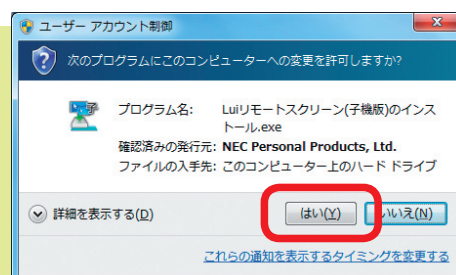 ユーザー アカウント制御
次のプログラムにこのコンピューターへの変更を許可しますか?
プログラム名: Luiリモートスクリーン(子機版)のインス
トール.exe
確認済みの発行元: NEC Personal Products, Ltd.
ファイルの入手先: このコンピューター上のハード ドライブ
詳細を表示する(D)
はい(Y)
いいえ(N)
これらの通知を表示するタイミングを変更する